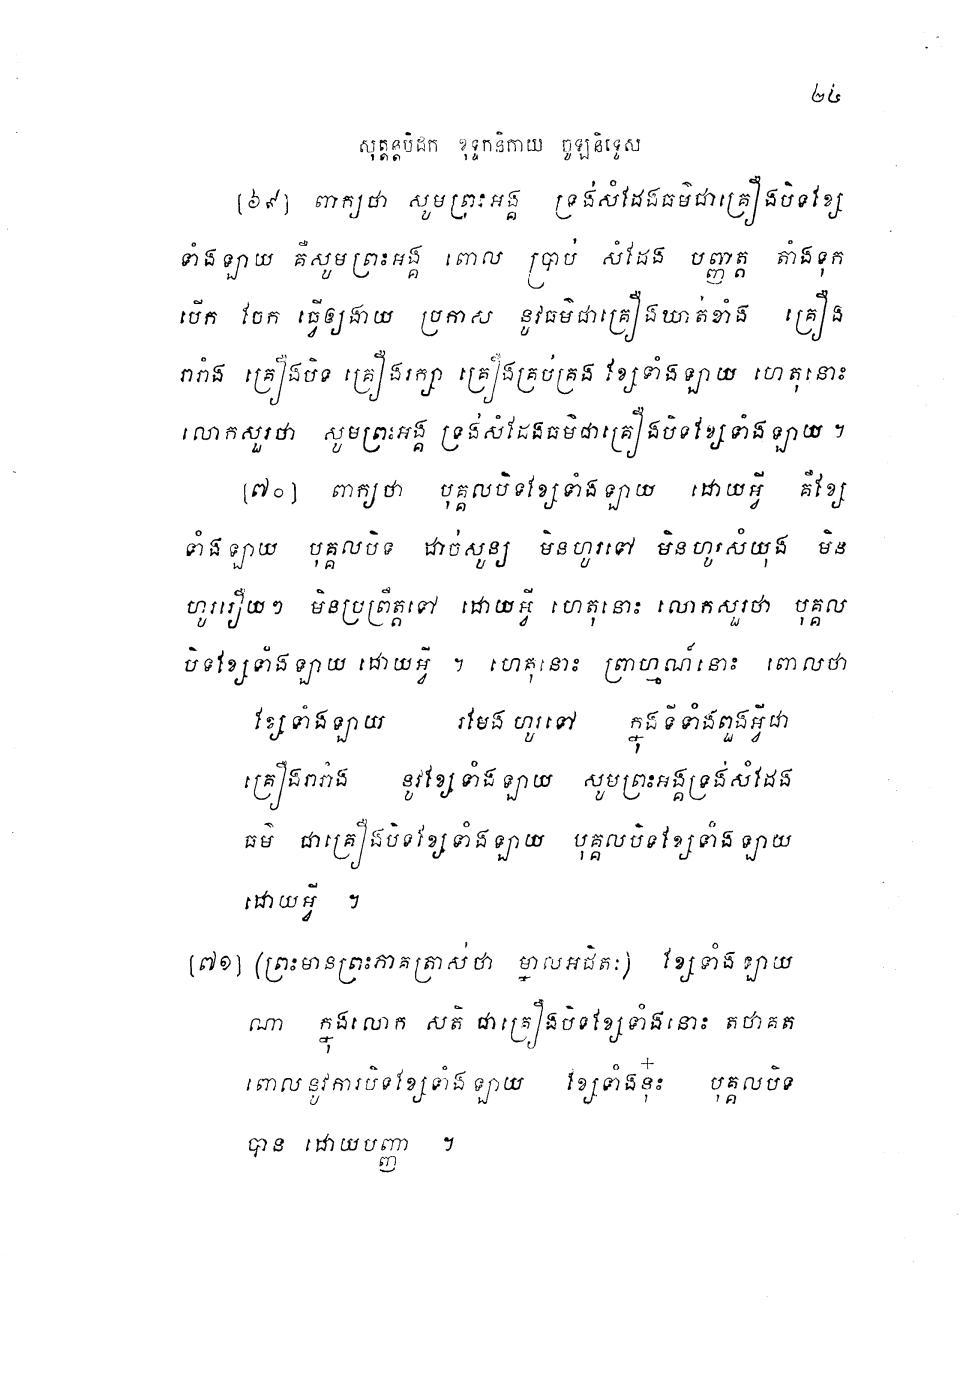 ២៤
សុត្តន្តបិដក ខុទ្ទកនិកាយ ចូឡនិទ្ទេស
[៦៩] ពាក្យថា សូមព្រះអង្គ ទ្រង់សំដែងធម៌ជាគ្រឿងបិទខ្សែ
ទាំងឡាយ គឺសូមព្រះអង្គ ពោល ប្រាប់ សំដែង បញ្ញត្ត តាំងទុក
បើក ចែក ធ្វើឲ្យងាយ ប្រកាស នូវធម៌ជាគ្រឿងឃាត់ខាំង គ្រឿង
រារាំង គ្រឿងបិទ គ្រឿងរក្សា គ្រឿងគ្រប់គ្រង ខ្សែទាំងឡាយ ហេតុនោះ
លោកសួរថា សូមព្រះអង្គ ទ្រង់សំដែងធម៌ជាគ្រឿងបិទខ្សែទាំងឡាយ ។
[៧០] ពាក្យថា បុគ្គលបិទខ្សែទាំងឡាយ ដោយអ្វី គឺខ្សែ
ទាំងឡាយ បុគ្គលបិទ ដាច់សូន្យ មិនហូរទៅ មិនហូរសំយុង មិន
ហូររឿយៗ មិនប្រព្រឹត្តទៅ ដោយអ្វី ហេតុនោះ លោកសួរថា បុគ្គល
បិទខ្សែទាំងឡាយ ដោយអ្វី ។ ហេតុនោះ ព្រាហ្មណ៍នោះ ពោលថា
ខ្សែទាំងឡាយ រមែងហូរទៅ ក្នុងទីទាំងពួងអ្វីជា
គ្រឿងរារាំង នូវខ្សែទាំងឡាយ សូមព្រះអង្គទ្រង់សំដែង
ធម៌ ជាគ្រឿងបិទខ្សែទាំងឡាយ បុគ្គលបិទខ្សែទាំងឡាយ
ដោយអ្វី ។
[៧១] (ព្រះមានព្រះភាគត្រាស់ថា ម្នាលអជិតៈ) ខ្សែទាំងឡាយ
ណា ក្នុងលោក សតិ ជាគ្រឿងបិទខ្សែទាំងនោះ តថាគត
ពោលនូវការបិទខ្សែទាំងឡាយ ខ្សែទាំងនុ៎ះ បុគ្គលបិទ
បាន ដោយបញ្ញា ។